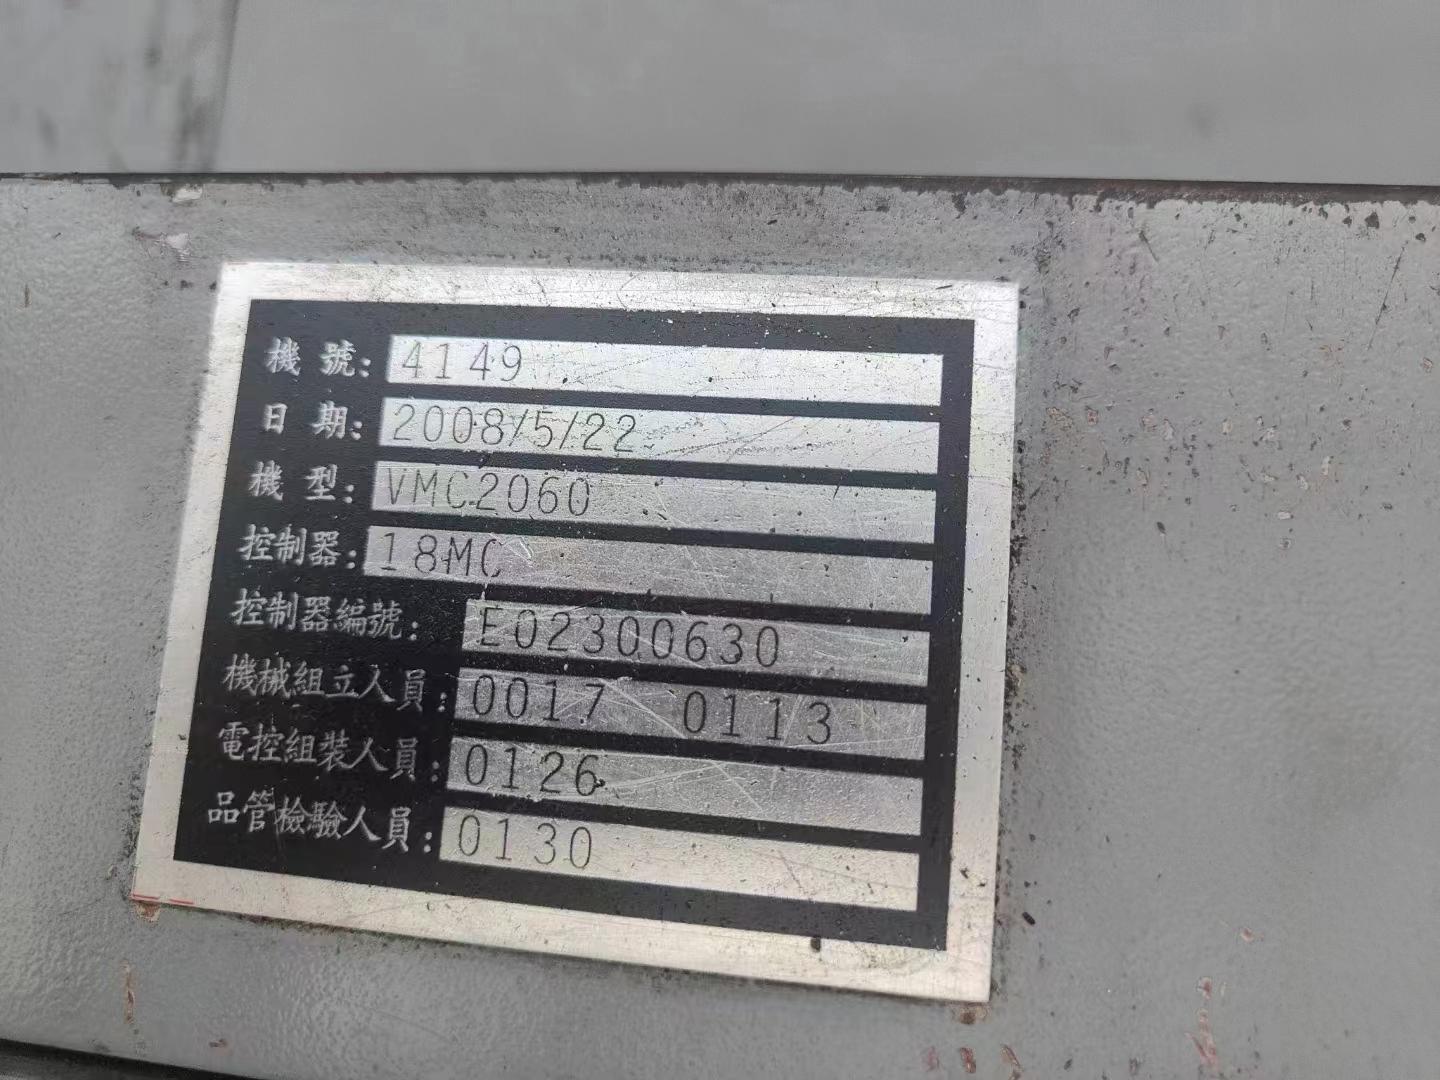 機號: 4149
日期: 2008/5/22
機型: VMC2060
控制器: 18MC
控制器編號: E02300630
機械組立人員: 0017 0113
電控組裝人員: 0126
品管檢驗人員: 0130